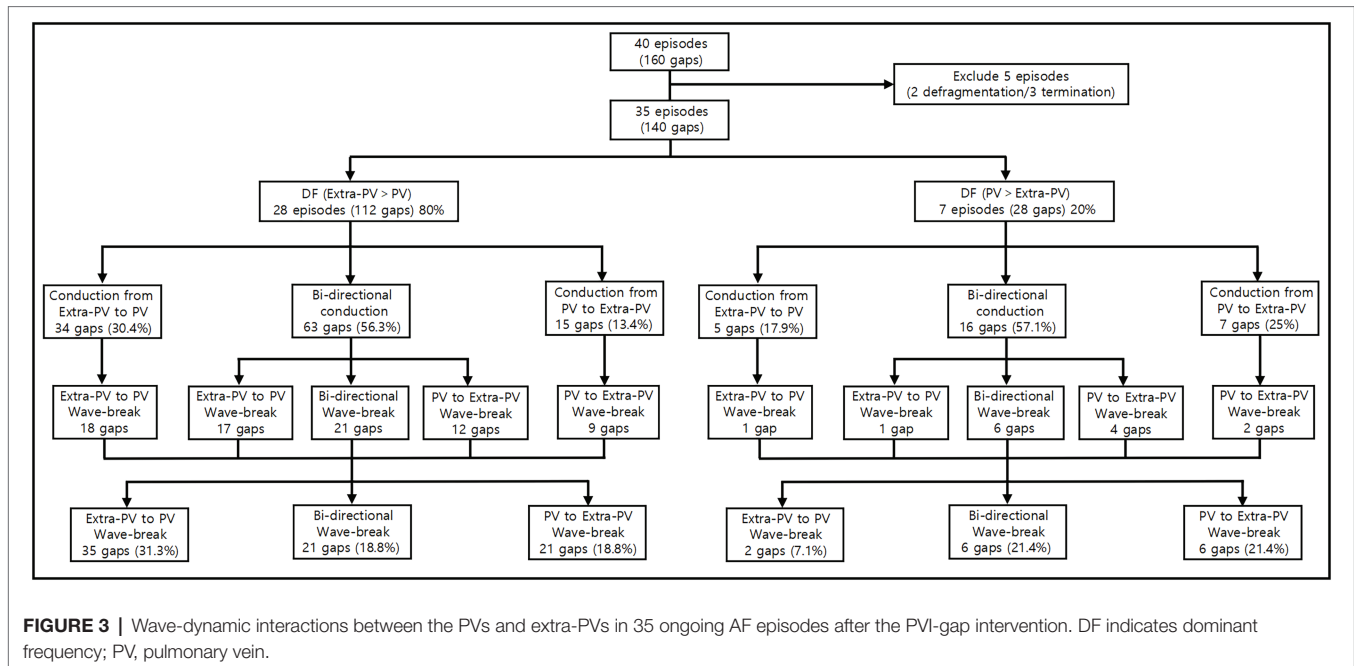 40 episodes
(160 gaps)
Exclude 5 episodes
(2 defragmentation/3 termination)
35 episodes
(140 gaps)
DF (Extra-PV > PV)
28 episodes (112 gaps) 80%
DF (PV > Extra-PV)
7 episodes (28 gaps) 20%
Conduction from
Extra-PV to PV
34 gaps (30.4%)
Bi-directional
conduction
63 gaps (56.3%)
Conduction from
PV to Extra-PV
15 gaps (13.4%)
Conduction from
Extra-PV to PV
5 gaps (17.9%)
Bi-directional
conduction
16 gaps (57.1%)
Conduction from
PV to Extra-PV
7 gaps (25%)
Extra-PV to PV
Wave-break
18 gaps
Extra-PV to PV
Wave-break
17 gaps
Bi-directional
Wave-break
21 gaps
PV to Extra-PV
Wave-break
12 gaps
PV to Extra-PV
Wave-break
9 gaps
Extra-PV to PV
Wave-break
1 gap
Extra-PV to PV
Wave-break
1 gap
Bi-directional
Wave-break
6 gaps
PV to Extra-PV
Wave-break
4 gaps
PV to Extra-PV
Wave-break
2 gaps
Extra-PV to PV
Wave-break
35 gaps (31.3%)
Bi-directional
Wave-break
21 gaps (18.8%)
PV to Extra-PV
Wave-break
21 gaps (18.8%)
Extra-PV to PV
Wave-break
2 gaps (7.1%)
Bi-directional
Wave-break
6 gaps (21.4%)
PV to Extra-PV
Wave-break
6 gaps (21.4%)
FIGURE 3 | Wave-dynamic interactions between the PVs and extra-PVs in 35 ongoing AF episodes after the PVI-gap intervention. DF indicates dominant
frequency; PV, pulmonary vein.